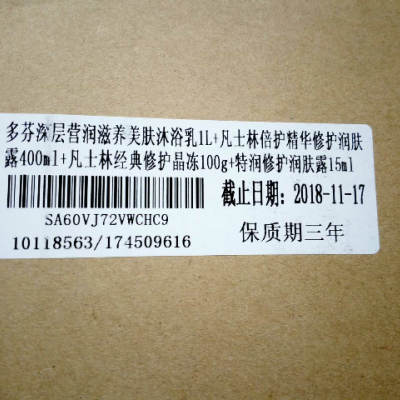 多芬深层营润滋养美肤沐浴乳1L+凡士林倍护精华修护润肤
露400ml+凡士林经典修护晶冻100g+特润修护润肤露15ml
截止日期：2018-11-17
SA60VJ72VWCHC9
10118563/174509616
保质期三年